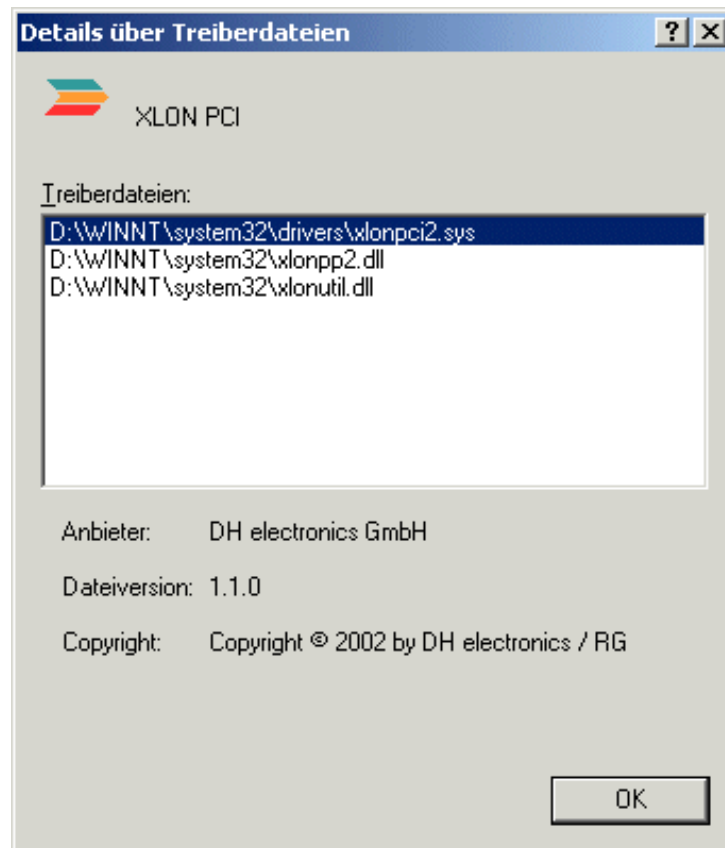 Details über Treiberdateien
XLON PCI
Treiberdateien:
D:\WINNT\system32\drivers\xlonpci2.sys
D:\WINNT\system32\xlonpp2.dll
D:\WINNT\system32\xlonutil.dll
Anbieter: DH electronics GmbH
Dateiversion: 1.1.0
Copyright: Copyright © 2002 by DH electronics / RG
OK